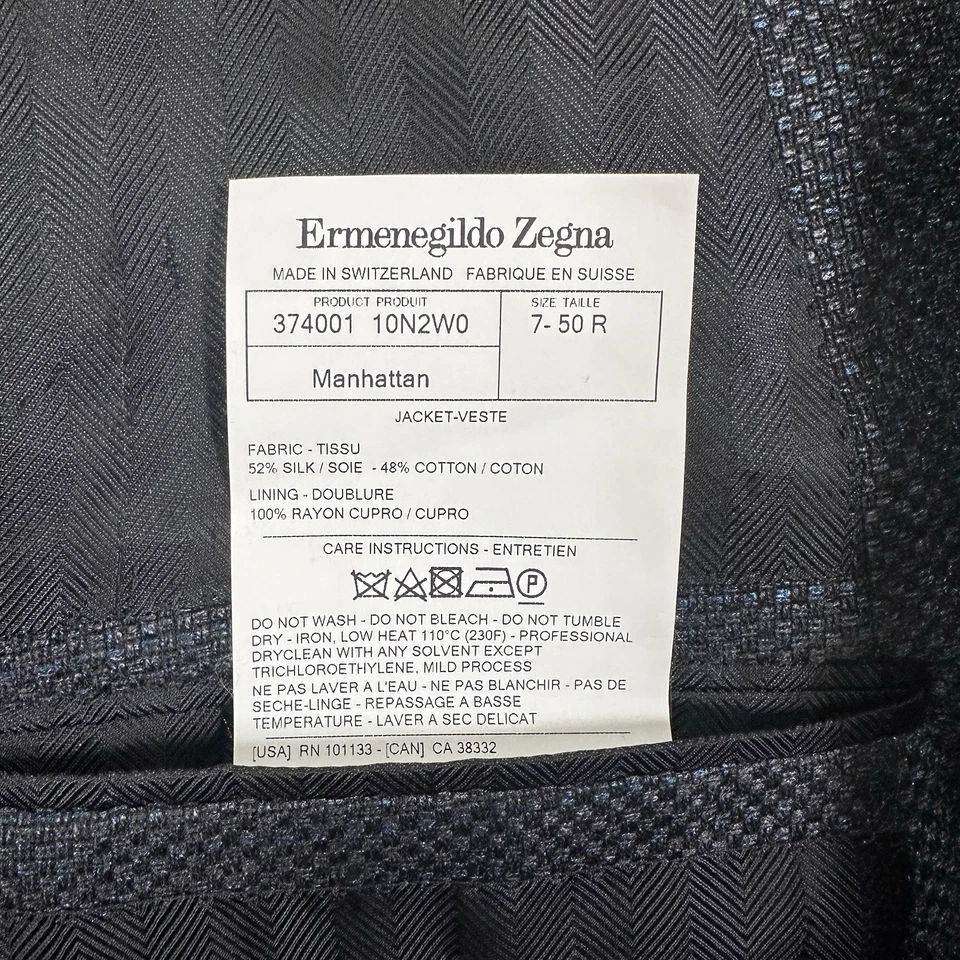 Ermenegildo Zegna
MADE IN SWITZERLAND FABRIQUE EN SUISSE
PRODUCT PRODUIT
374001 10N2W0
SIZE TAILLE
7- 50 R
Manhattan
JACKET-VESTE
FABRIC - TISSU
52% SILK / SOIE - 48% COTTON / COTON
LINING - DOUBLURE
100% RAYON CUPRO / CUPRO
CARE INSTRUCTIONS - ENTRETIEN
P
DO NOT WASH - DO NOT BLEACH - DO NOT TUMBLE
DRY - IRON, LOW HEAT 110°C (230F) - PROFESSIONAL
DRYCLEAN WITH ANY SOLVENT EXCEPT
TRICHLOROETHYLENE, MILD PROCESS
NE PAS LAVER A L'EAU - NE PAS BLANCHIR - PAS DE
SECHE-LINGE - REPASSAGE A BASSE
TEMPERATURE - LAVER A SEC DELICAT
[USA] RN 101133 - [CAN] CA 38332